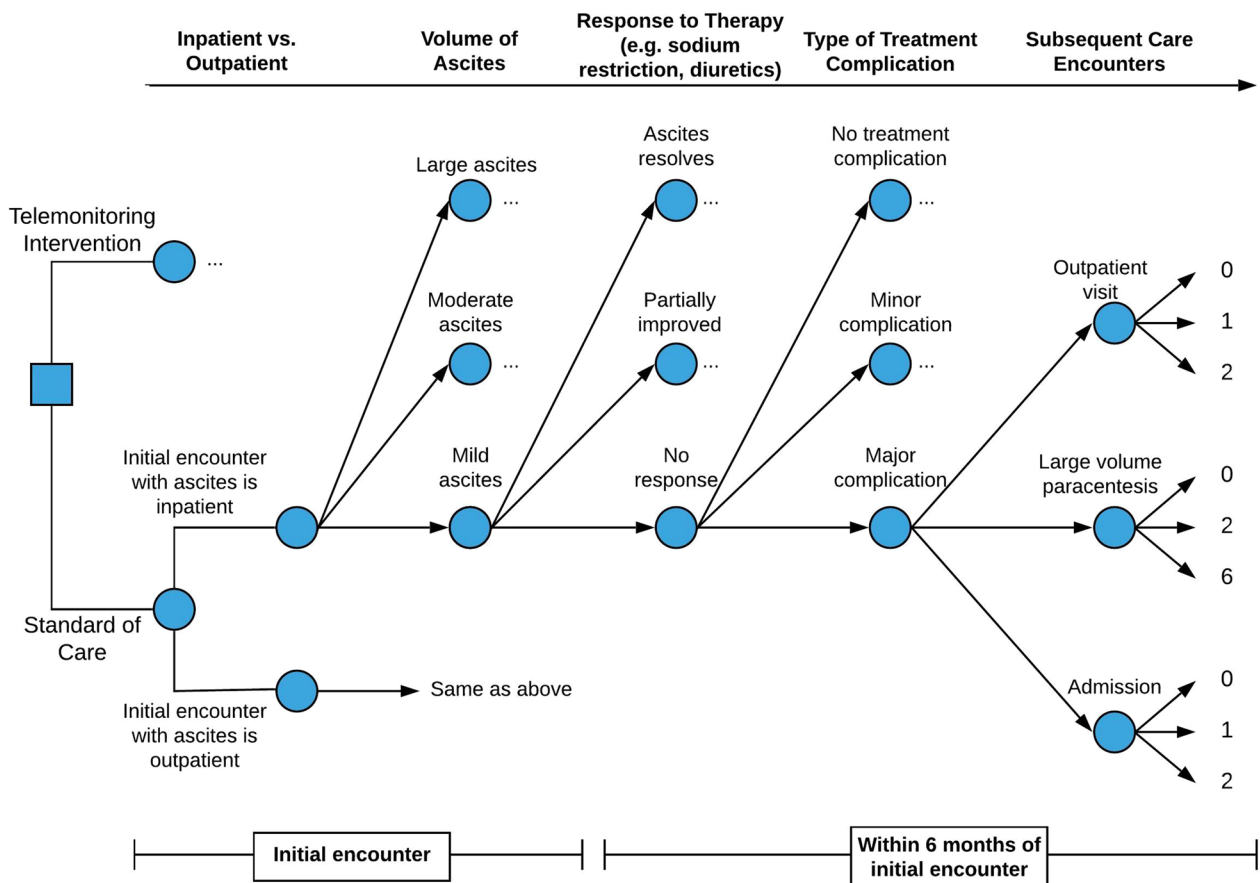 Inpatient vs.
Outpatient
Volume of
Ascites
Response to Therapy
(e.g. sodium
restriction, diuretics)
Type of Treatment
Complication
Subsequent Care
Encounters
Large ascites
...
Ascites
resolves
...
No treatment
complication
...
Telemonitoring
Intervention
...
Moderate
ascites
...
Partially
improved
...
Minor
complication
...
Outpatient
visit
0
1
2
Initial encounter
with ascites is
inpatient
Mild
ascites
No
response
Major
complication
Large volume
paracentesis
0
2
6
Standard of
Care
Initial encounter
with ascites is
outpatient
Same as above
Admission
0
1
2
Initial encounter
Within 6 months of
initial encounter